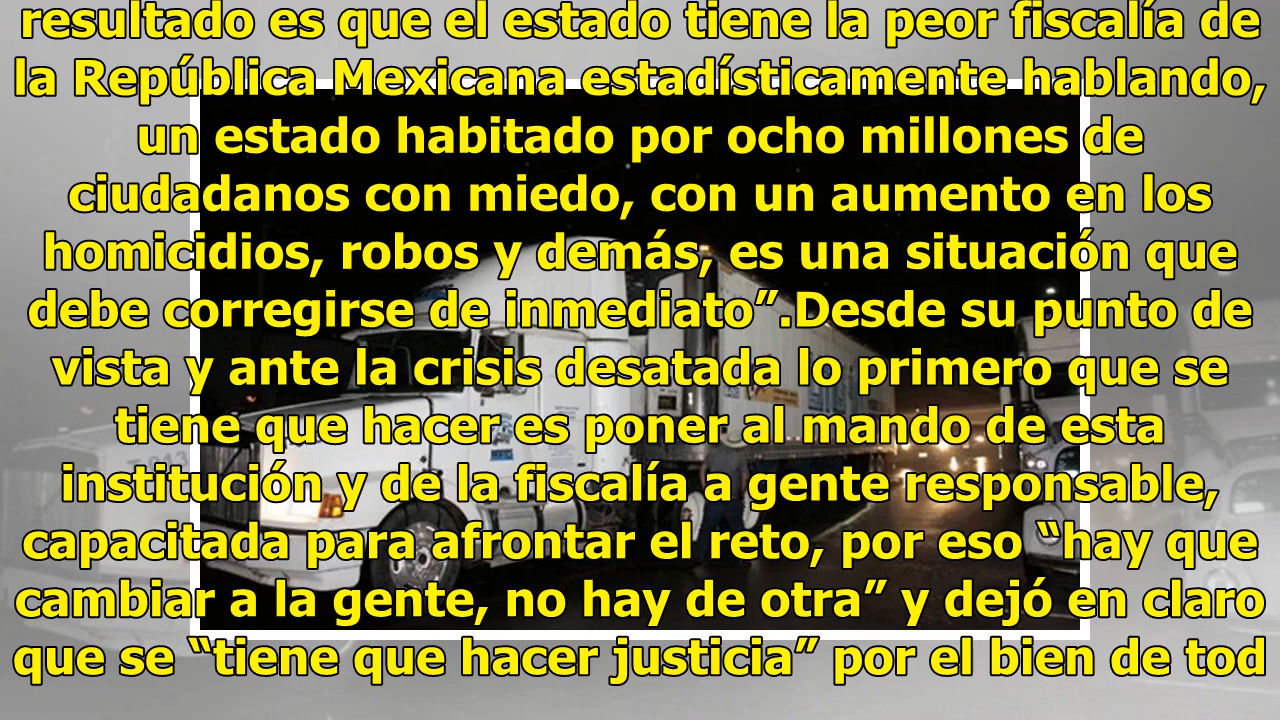 resultado es que el estado tiene la peor fiscalía de
la República Mexicana estadísticamente hablando,
un estado habitado por ocho millones de
ciudadanos con miedo, con un aumento en los
homicidios, robos y demás, es una situación que
debe corregirse de inmediato”.Desde su punto de
vista y ante la crisis desatada lo primero que se
tiene que hacer es poner al mando de esta
institución y de la fiscalía a gente responsable,
capacitada para afrontar el reto, por eso “hay que
cambiar a la gente, no hay de otra” y dejó en claro
que se “tiene que hacer justicia” por el bien de tod